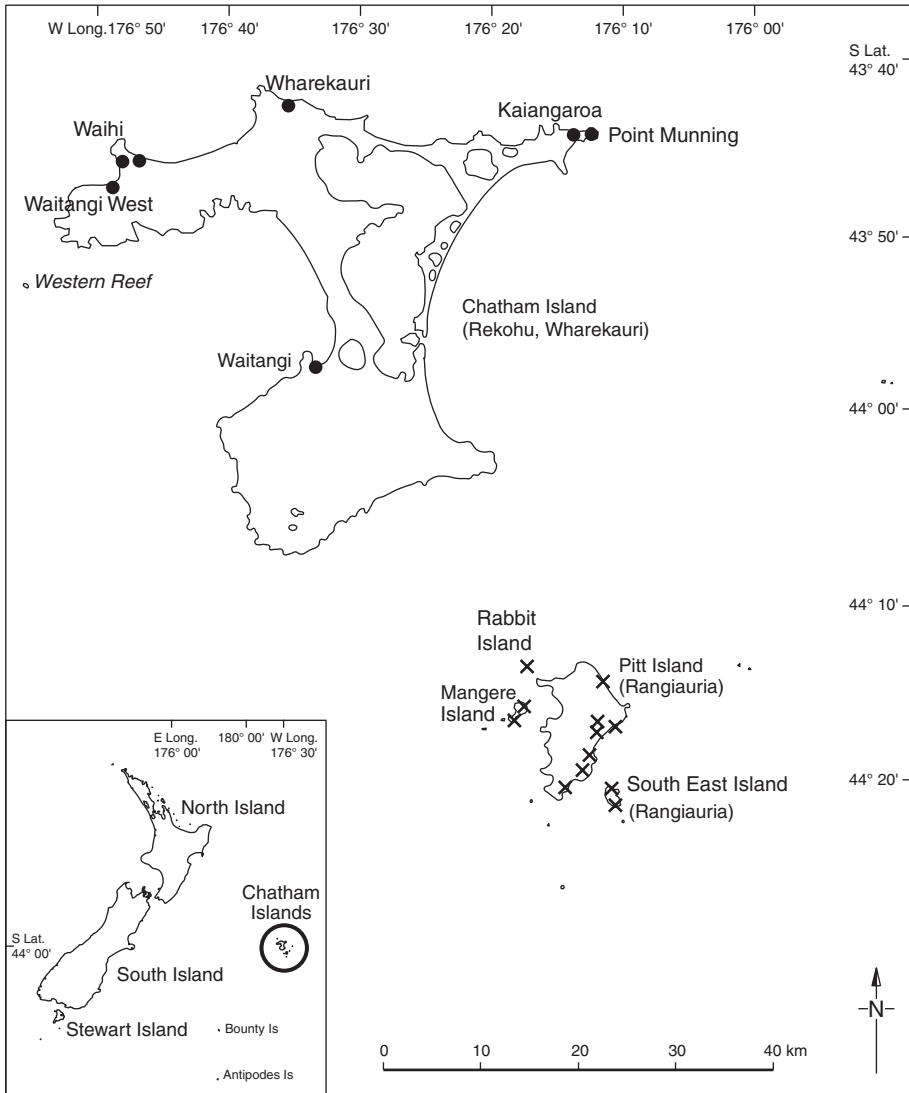 W Long.176° 50' 176° 40' 176° 30' 176° 20' 176° 10' 176° 00'
S Lat.
43° 40'
Wharekauri
Kaiangaroa
Waihi
Point Munning
Waitangi West
43° 50'
Western Reef
Chatham Island
(Rekohu, Wharekauri)
Waitangi
44° 00'
44° 10'
Rabbit
Island
Pitt Island
(Rangiauria)
Mangere
Island
44° 20'
South East Island
(Rangiauria)
E Long.
176° 00'
180° 00'
W Long.
176° 30'
North Island
Chatham
Islands
S Lat.
44° 00'
South Island
Stewart Island
Bounty Is
Antipodes Is
N
0 10 20 30 40 km